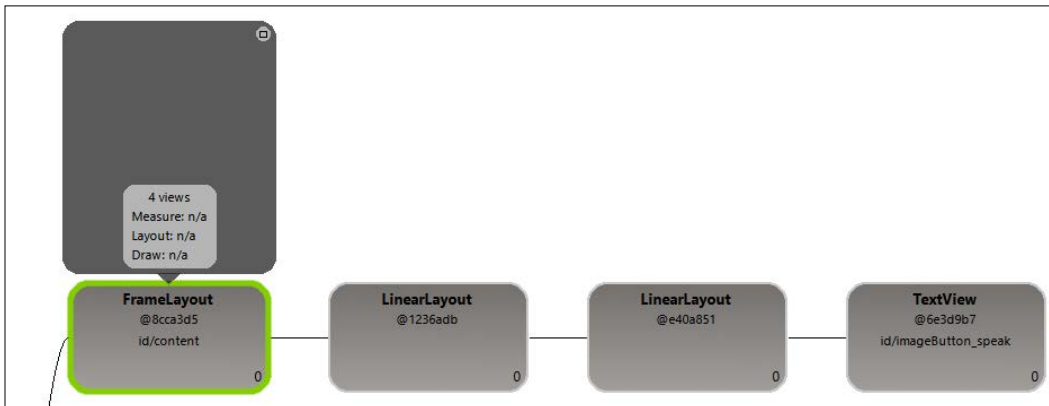 4 views
Measure: n/a
Layout: n/a
Draw: n/a
FrameLayout
@8cca3d5
id/content
0
LinearLayout
@1236adb
0
LinearLayout
@e40a851
0
TextView
@6e3d9b7
id/imageButton_speak
0